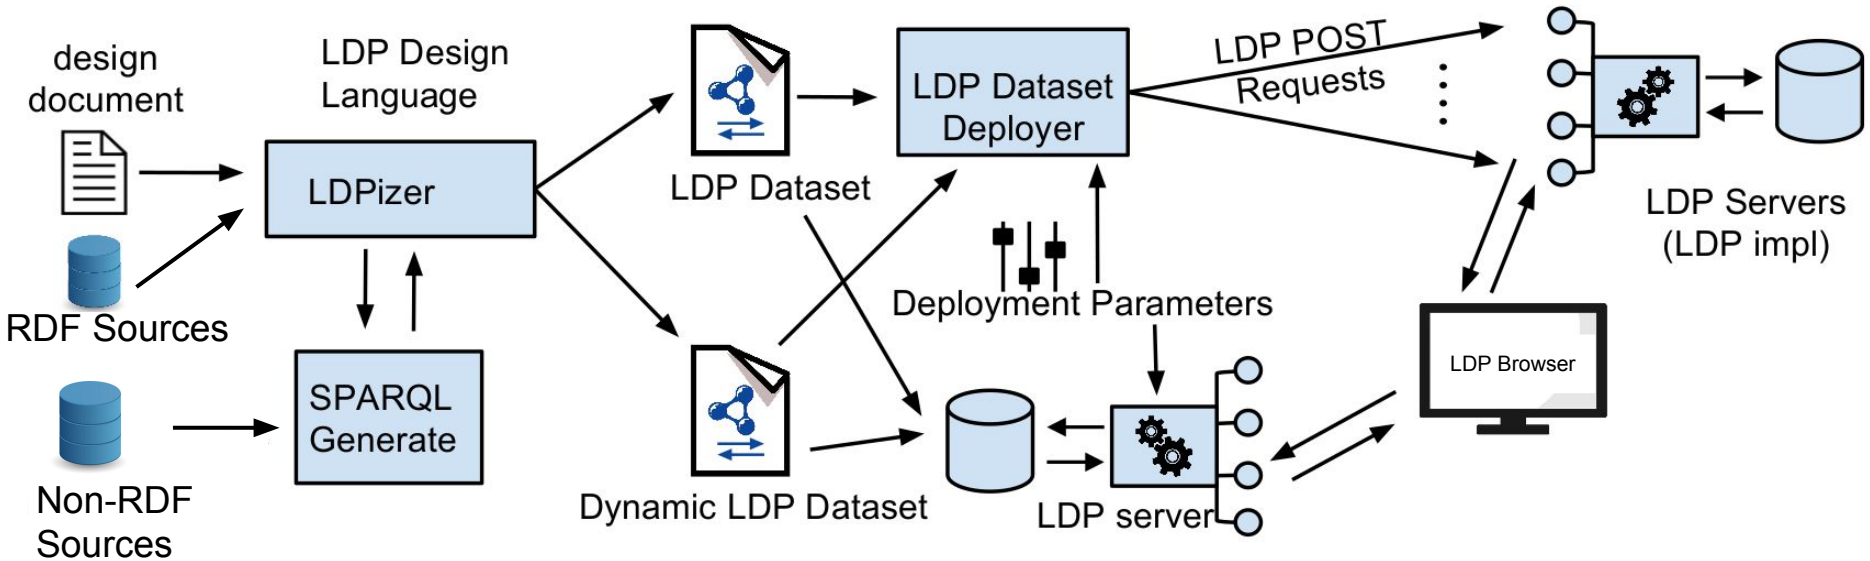 design
document
LDP Design
Language
LDPizer
RDF Sources
SPARQL
Generate
Non-RDF
Sources
LDP Dataset
Dynamic LDP Dataset
LDP Dataset
Deployer
LDP POST
Requests
Deployment Parameters
LDP server
LDP Servers
(LDP impl)
LDP Browser